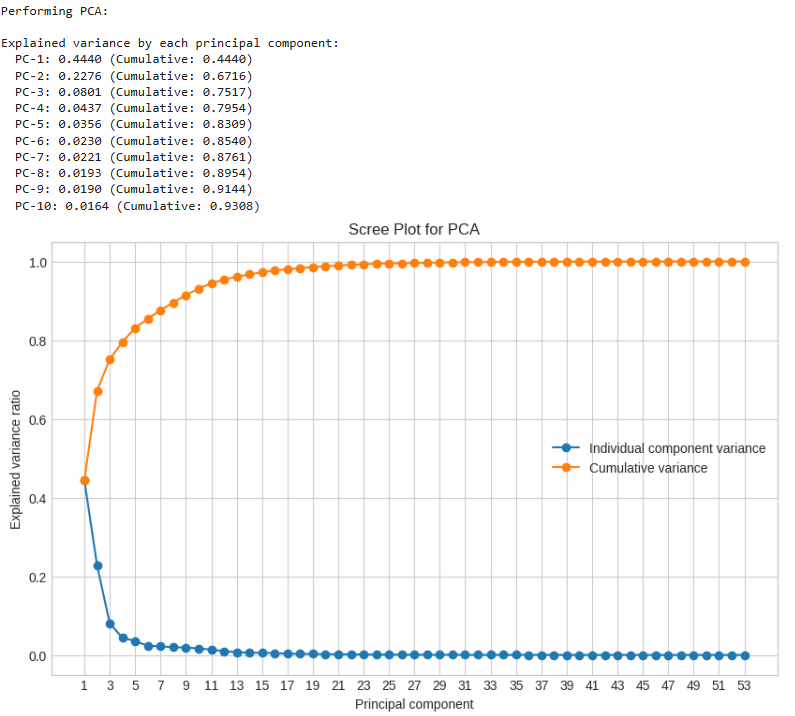 Performing PCA:
Explained variance by each principal component:
PC-1: 0.4440 (Cumulative: 0.4440)
PC-2: 0.2276 (Cumulative: 0.6716)
PC-3: 0.0801 (Cumulative: 0.7517)
PC-4: 0.0437 (Cumulative: 0.7954)
PC-5: 0.0356 (Cumulative: 0.8309)
PC-6: 0.0230 (Cumulative: 0.8540)
PC-7: 0.0221 (Cumulative: 0.8761)
PC-8: 0.0193 (Cumulative: 0.8954)
PC-9: 0.0190 (Cumulative: 0.9144)
PC-10: 0.0164 (Cumulative: 0.9308)
Scree Plot for PCA
Explained variance ratio
1.0
0.8
0.6
0.4
0.2
0.0
Individual component variance
Cumulative variance
1 3 5 7 9 11 13 15 17 19 21 23 25 27 29 31 33 35 37 39 41 43 45 47 49 51 53
Principal component